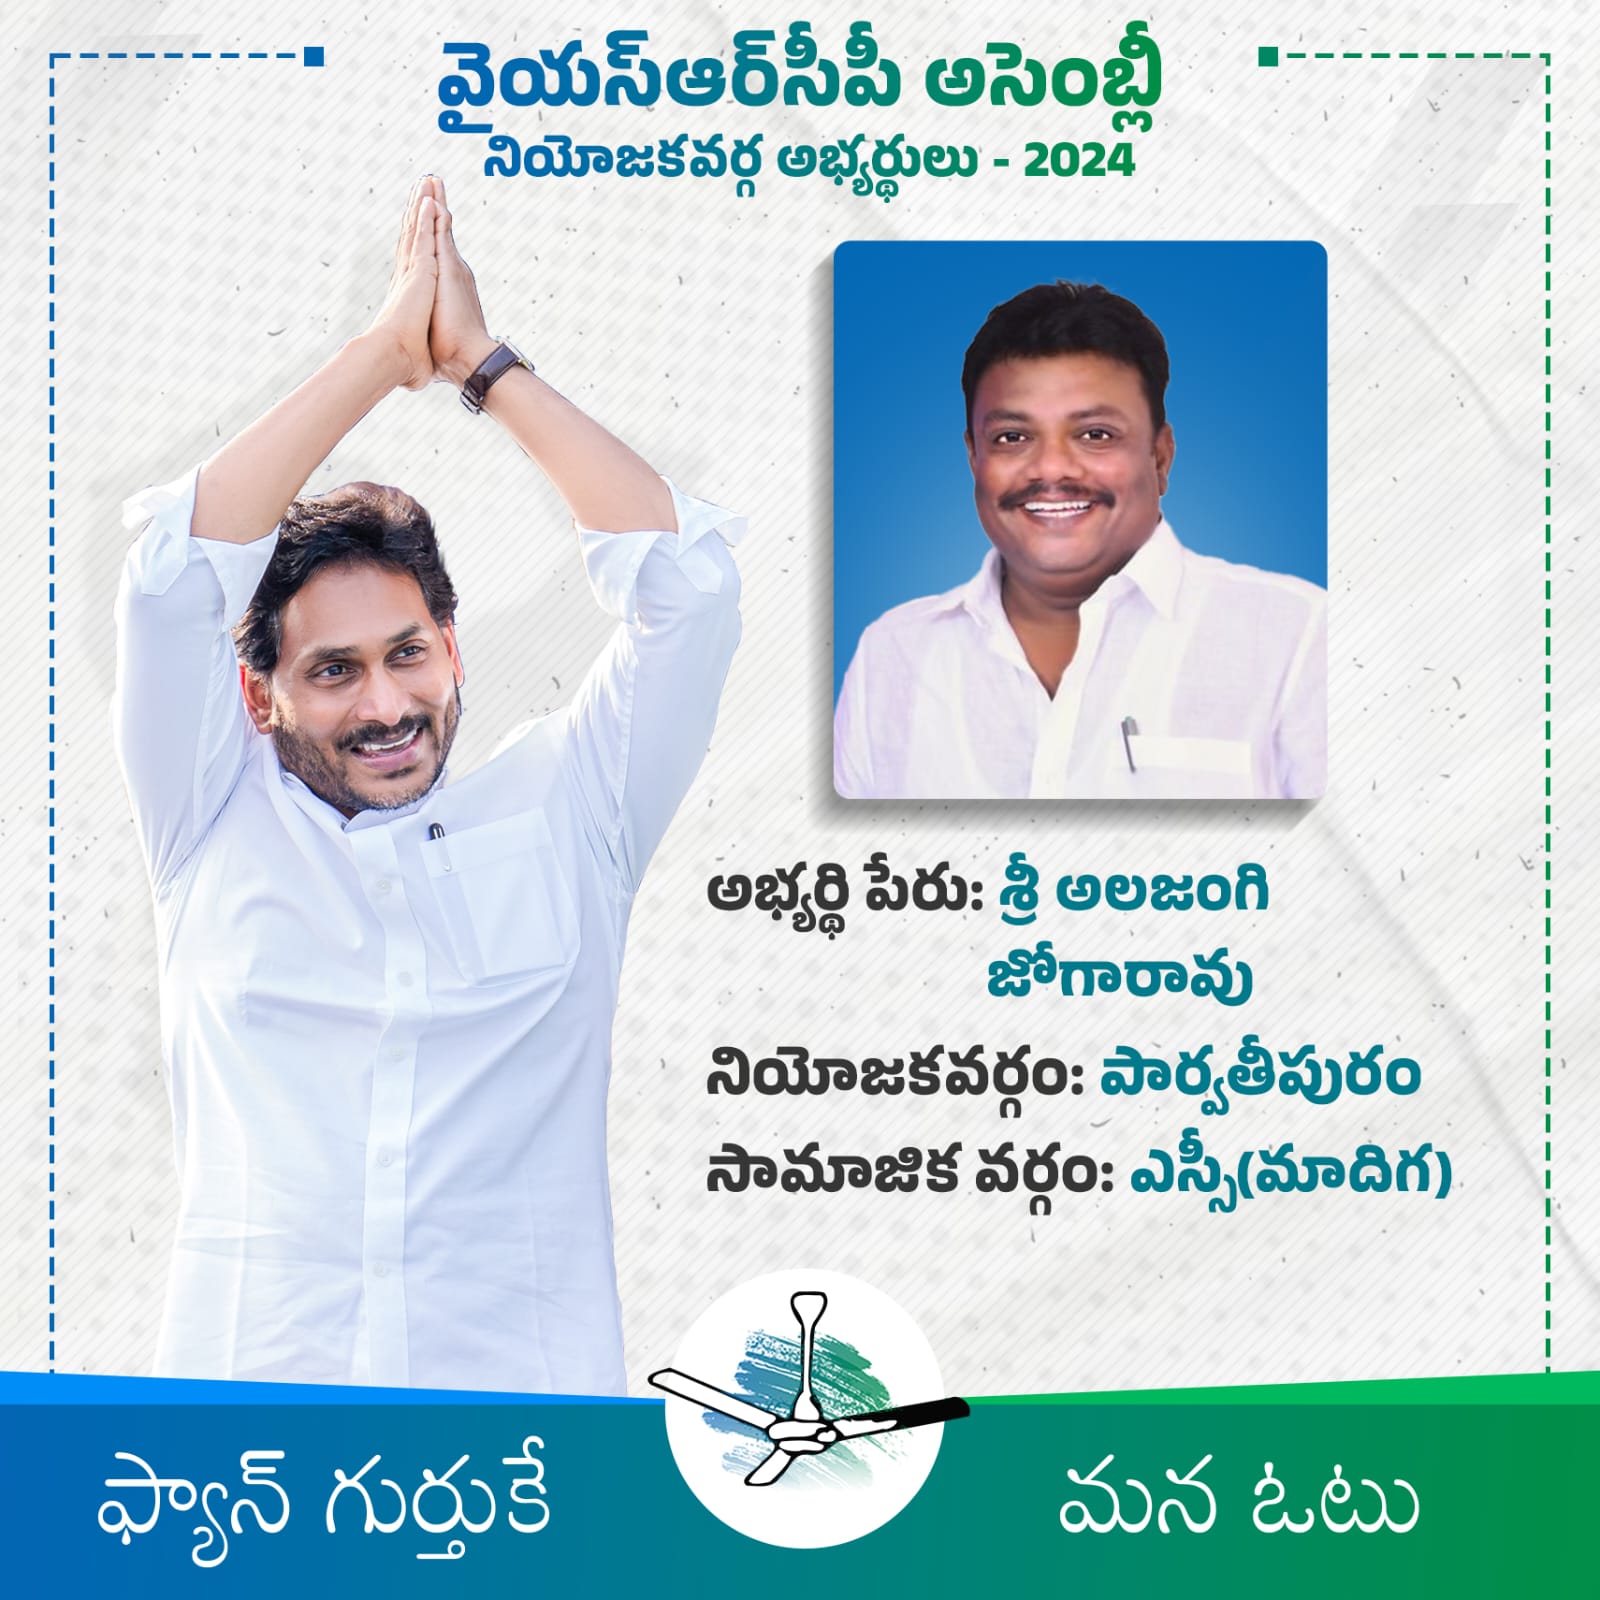 వైయస్ఆర్‌సీపీ అసెంబ్లీ
నియోజకవర్గ అభ్యర్థులు - 2024
అభ్యర్థి పేరు: శ్రీ అలజంగి
జోగారావు
నియోజకవర్గం: పార్వతీపురం
సామాజిక వర్గం: ఎస్సీ(మాదిగ)
ఫ్యాన్ గుర్తుకే మన ఓటు